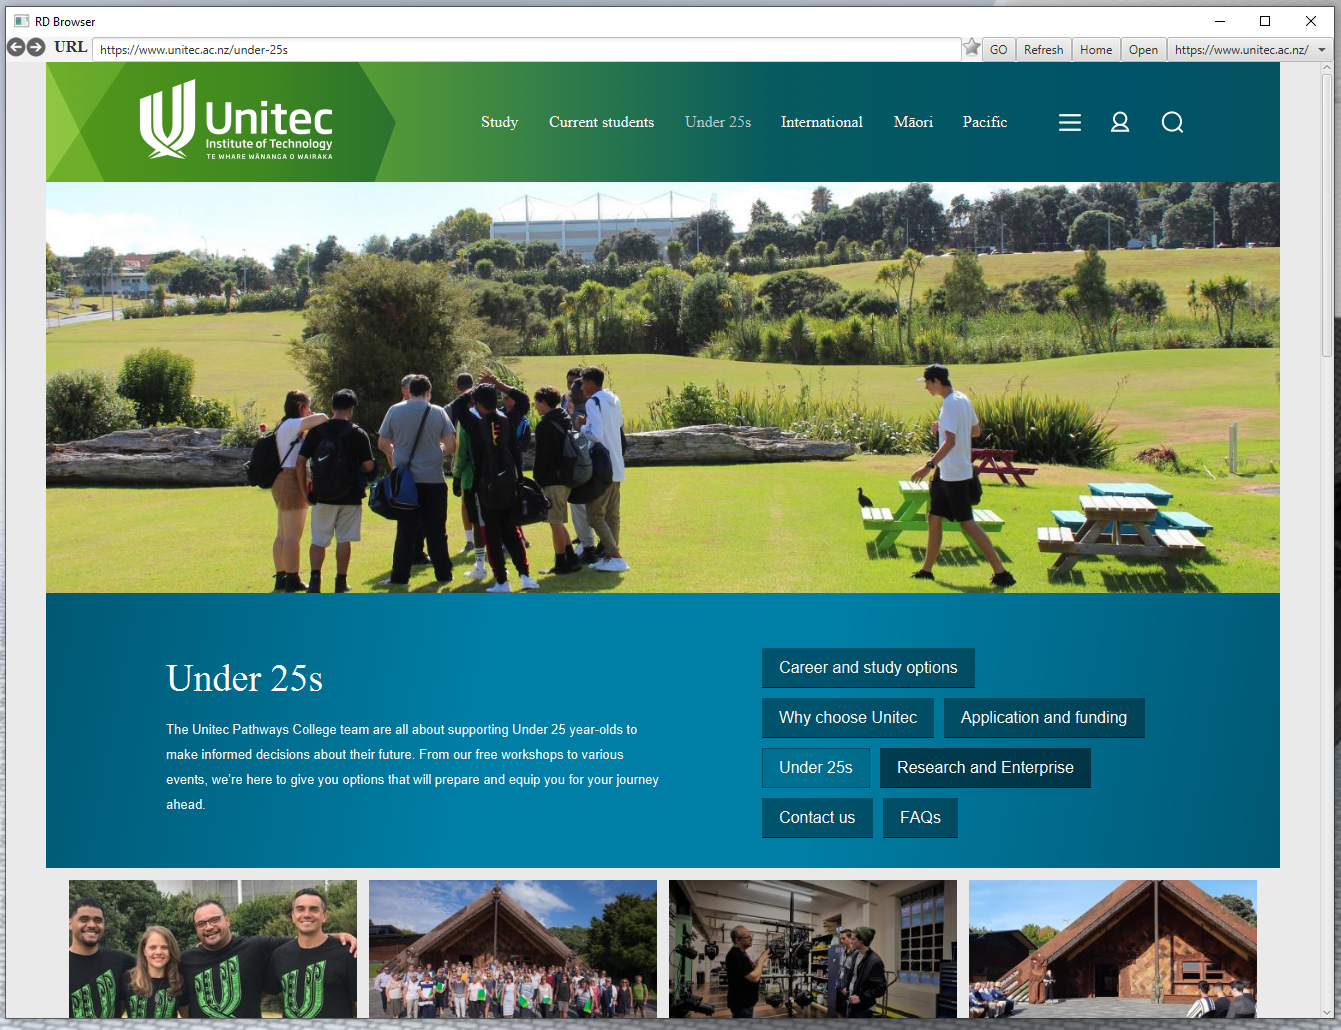 RD Browser
URL https://www.unitec.ac.nz/under-25s GO Refresh Home Open https://www.unitec.ac.nz/
Unitec
Institute of Technology
TE WHARE WĀNANGA O WAIRAKA
Study Current students Under 25s International Māori Pacific
Under 25s
The Unitec Pathways College team are all about supporting Under 25 year-olds to
make informed decisions about their future. From our free workshops to various
events, we're here to give you options that will prepare and equip you for your journey
ahead.
Career and study options
Why choose Unitec Application and funding
Under 25s Research and Enterprise
Contact us FAQs